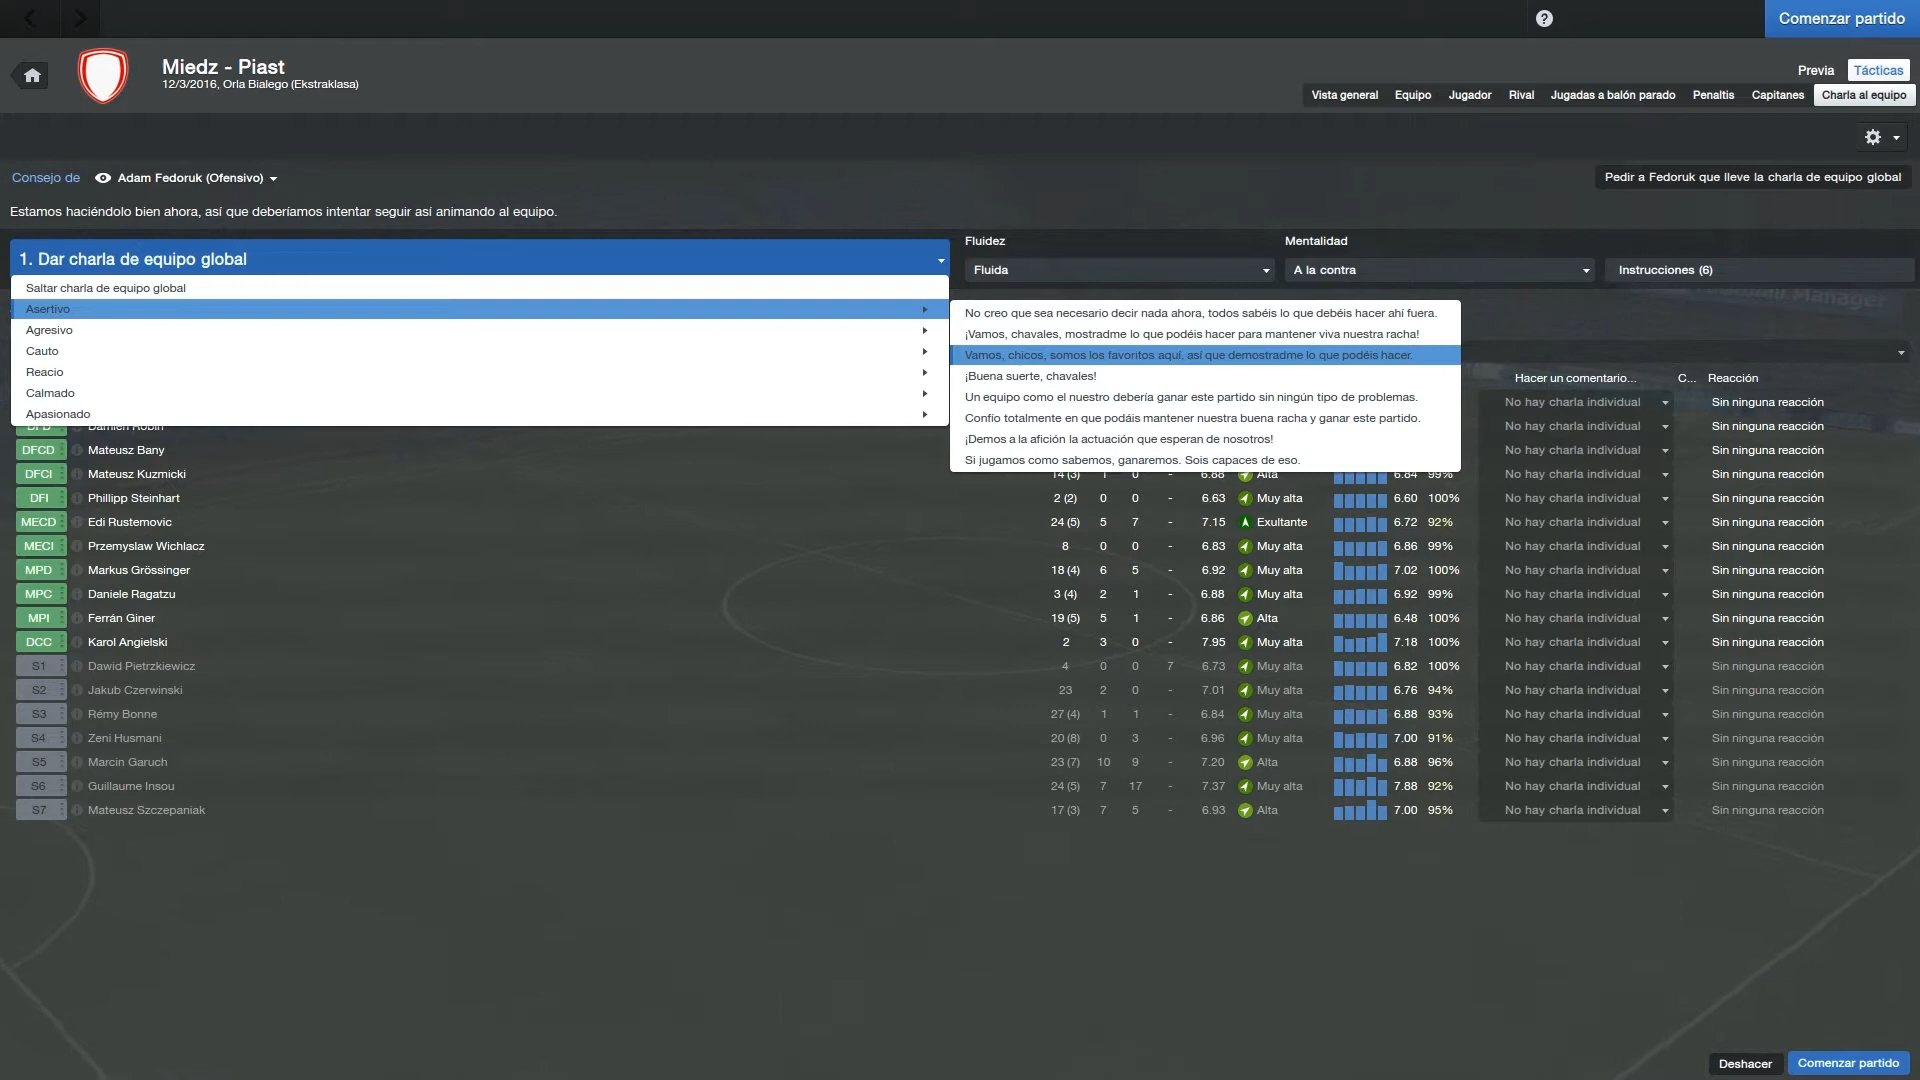 Comenzar partido
Miedz - Piast
12/3/2016, Orla Bialego (Ekstraklasa)
Previa Tácticas
Vista general Equipo Jugador Rival Jugadas a balón parado Penaltis Capitanes Charla al equipo
Consejo de Adam Fedoruk (Ofensivo)
Pedir a Fedoruk que lleve la charla de equipo global
Estamos haciéndolo bien ahora, así que deberíamos intentar seguir así animando al equipo.
1. Dar charla de equipo global
Fluidez Mentalidad
Fluida A la contra Instrucciones (6)
Saltar charla de equipo global
Asertivo
Agresivo
Cauto
Reacio
Calmado
Apasionado
No creo que sea necesario decir nada ahora, todos sabéis lo que debéis hacer ahí fuera.
¡Vamos, chavales, mostradme lo que podéis hacer para mantener viva nuestra racha!
Vamos, chicos, somos los favoritos aquí, así que demostradme lo que podéis hacer.
¡Buena suerte, chavales!
Un equipo como el nuestro debería ganar este partido sin ningún tipo de problemas.
Confío totalmente en que podáis mantener nuestra buena racha y ganar este partido.
¡Demos a la afición la actuación que esperan de nosotros!
Si jugamos como sabemos, ganaremos. Sois capaces de eso.
Hacer un comentario... C... Reacción
No hay charla individual Sin ninguna reacción
DFD Damien Robin No hay charla individual Sin ninguna reacción
DFCD Mateusz Bany No hay charla individual Sin ninguna reacción
DFCI Mateusz Kuzmicki 14 (3) 1 0 - 6.88 Alta 6.84 99% No hay charla individual Sin ninguna reacción
DFI Phillipp Steinhart 2 (2) 0 0 - 6.63 Muy alta 6.60 100% No hay charla individual Sin ninguna reacción
MECD Edi Rustemovic 24 (5) 5 7 - 7.15 Exultante 6.72 92% No hay charla individual Sin ninguna reacción
MECI Przemyslaw Wichlacz 8 0 0 - 6.83 Muy alta 6.86 99% No hay charla individual Sin ninguna reacción
MPD Markus Grössinger 18 (4) 6 5 - 6.92 Muy alta 7.02 100% No hay charla individual Sin ninguna reacción
MPC Daniele Ragatzu 3 (4) 2 1 - 6.88 Muy alta 6.92 99% No hay charla individual Sin ninguna reacción
MPI Ferrán Giner 19 (5) 5 1 - 6.86 Alta 6.48 100% No hay charla individual Sin ninguna reacción
DCC Karol Angielski 2 3 0 - 7.95 Muy alta 7.18 100% No hay charla individual Sin ninguna reacción
S1 Dawid Pietrzkiewicz 4 0 0 7 6.73 Muy alta 6.82 100% No hay charla individual Sin ninguna reacción
S2 Jakub Czerwinski 23 2 0 - 7.01 Muy alta 6.76 94% No hay charla individual Sin ninguna reacción
S3 Rémy Bonne 27 (4) 1 1 - 6.84 Muy alta 6.88 93% No hay charla individual Sin ninguna reacción
S4 Zeni Husmani 20 (8) 0 3 - 6.96 Muy alta 7.00 91% No hay charla individual Sin ninguna reacción
S5 Marcin Garuch 23 (7) 10 9 - 7.20 Alta 6.88 96% No hay charla individual Sin ninguna reacción
S6 Guillaume Insou 24 (5) 7 17 - 7.37 Muy alta 7.88 92% No hay charla individual Sin ninguna reacción
S7 Mateusz Szczepaniak 17 (3) 7 5 - 6.93 Alta 7.00 95% No hay charla individual Sin ninguna reacción
Deshacer Comenzar partido